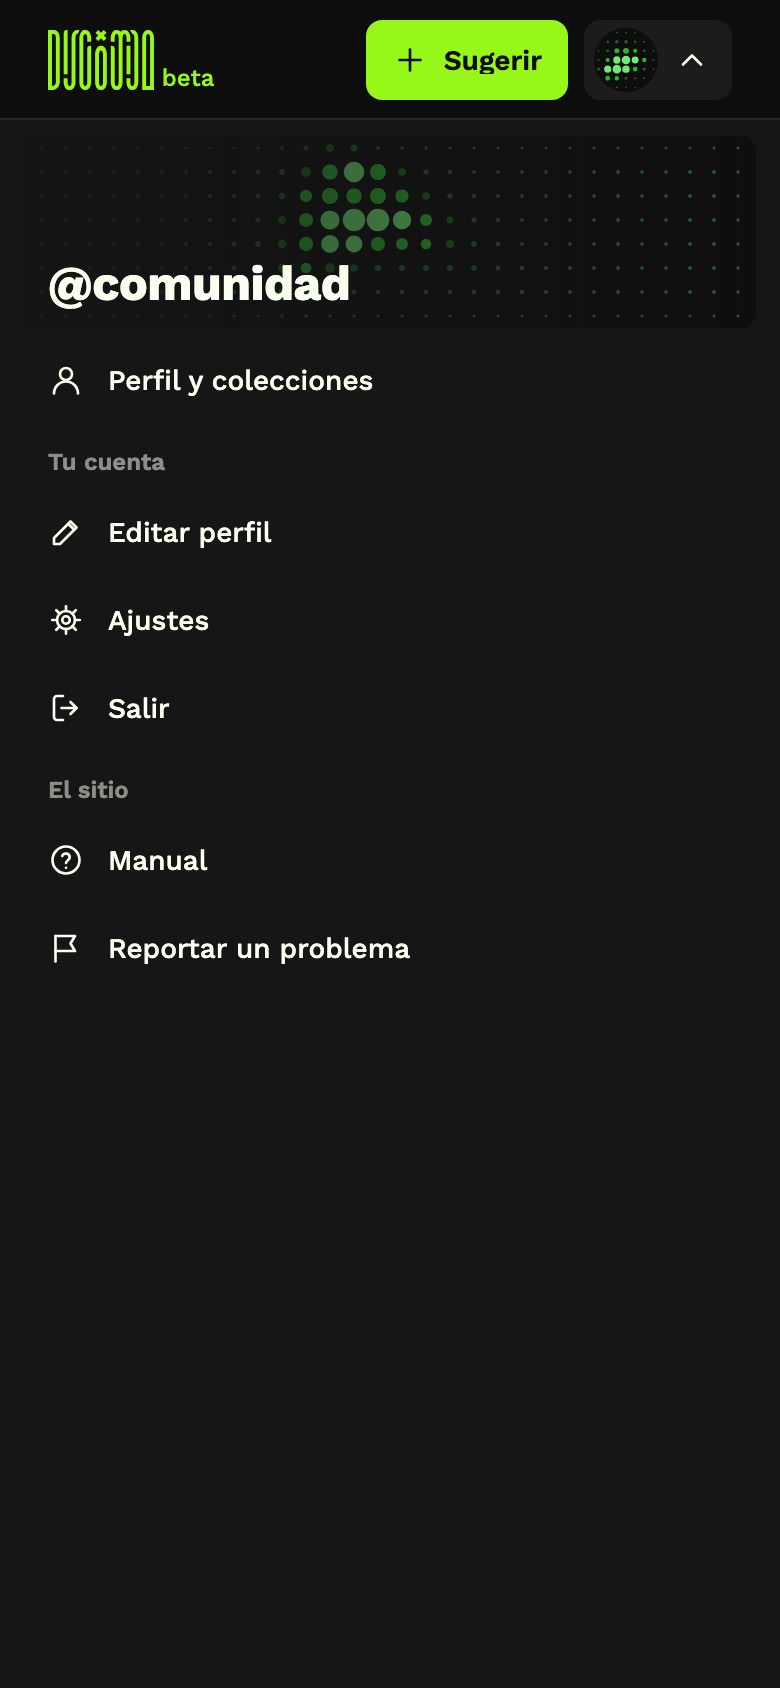 beta
Sugerir
@comunidad
Perfil y colecciones
Tu cuenta
Editar perfil
Ajustes
Salir
El sitio
Manual
Reportar un problema